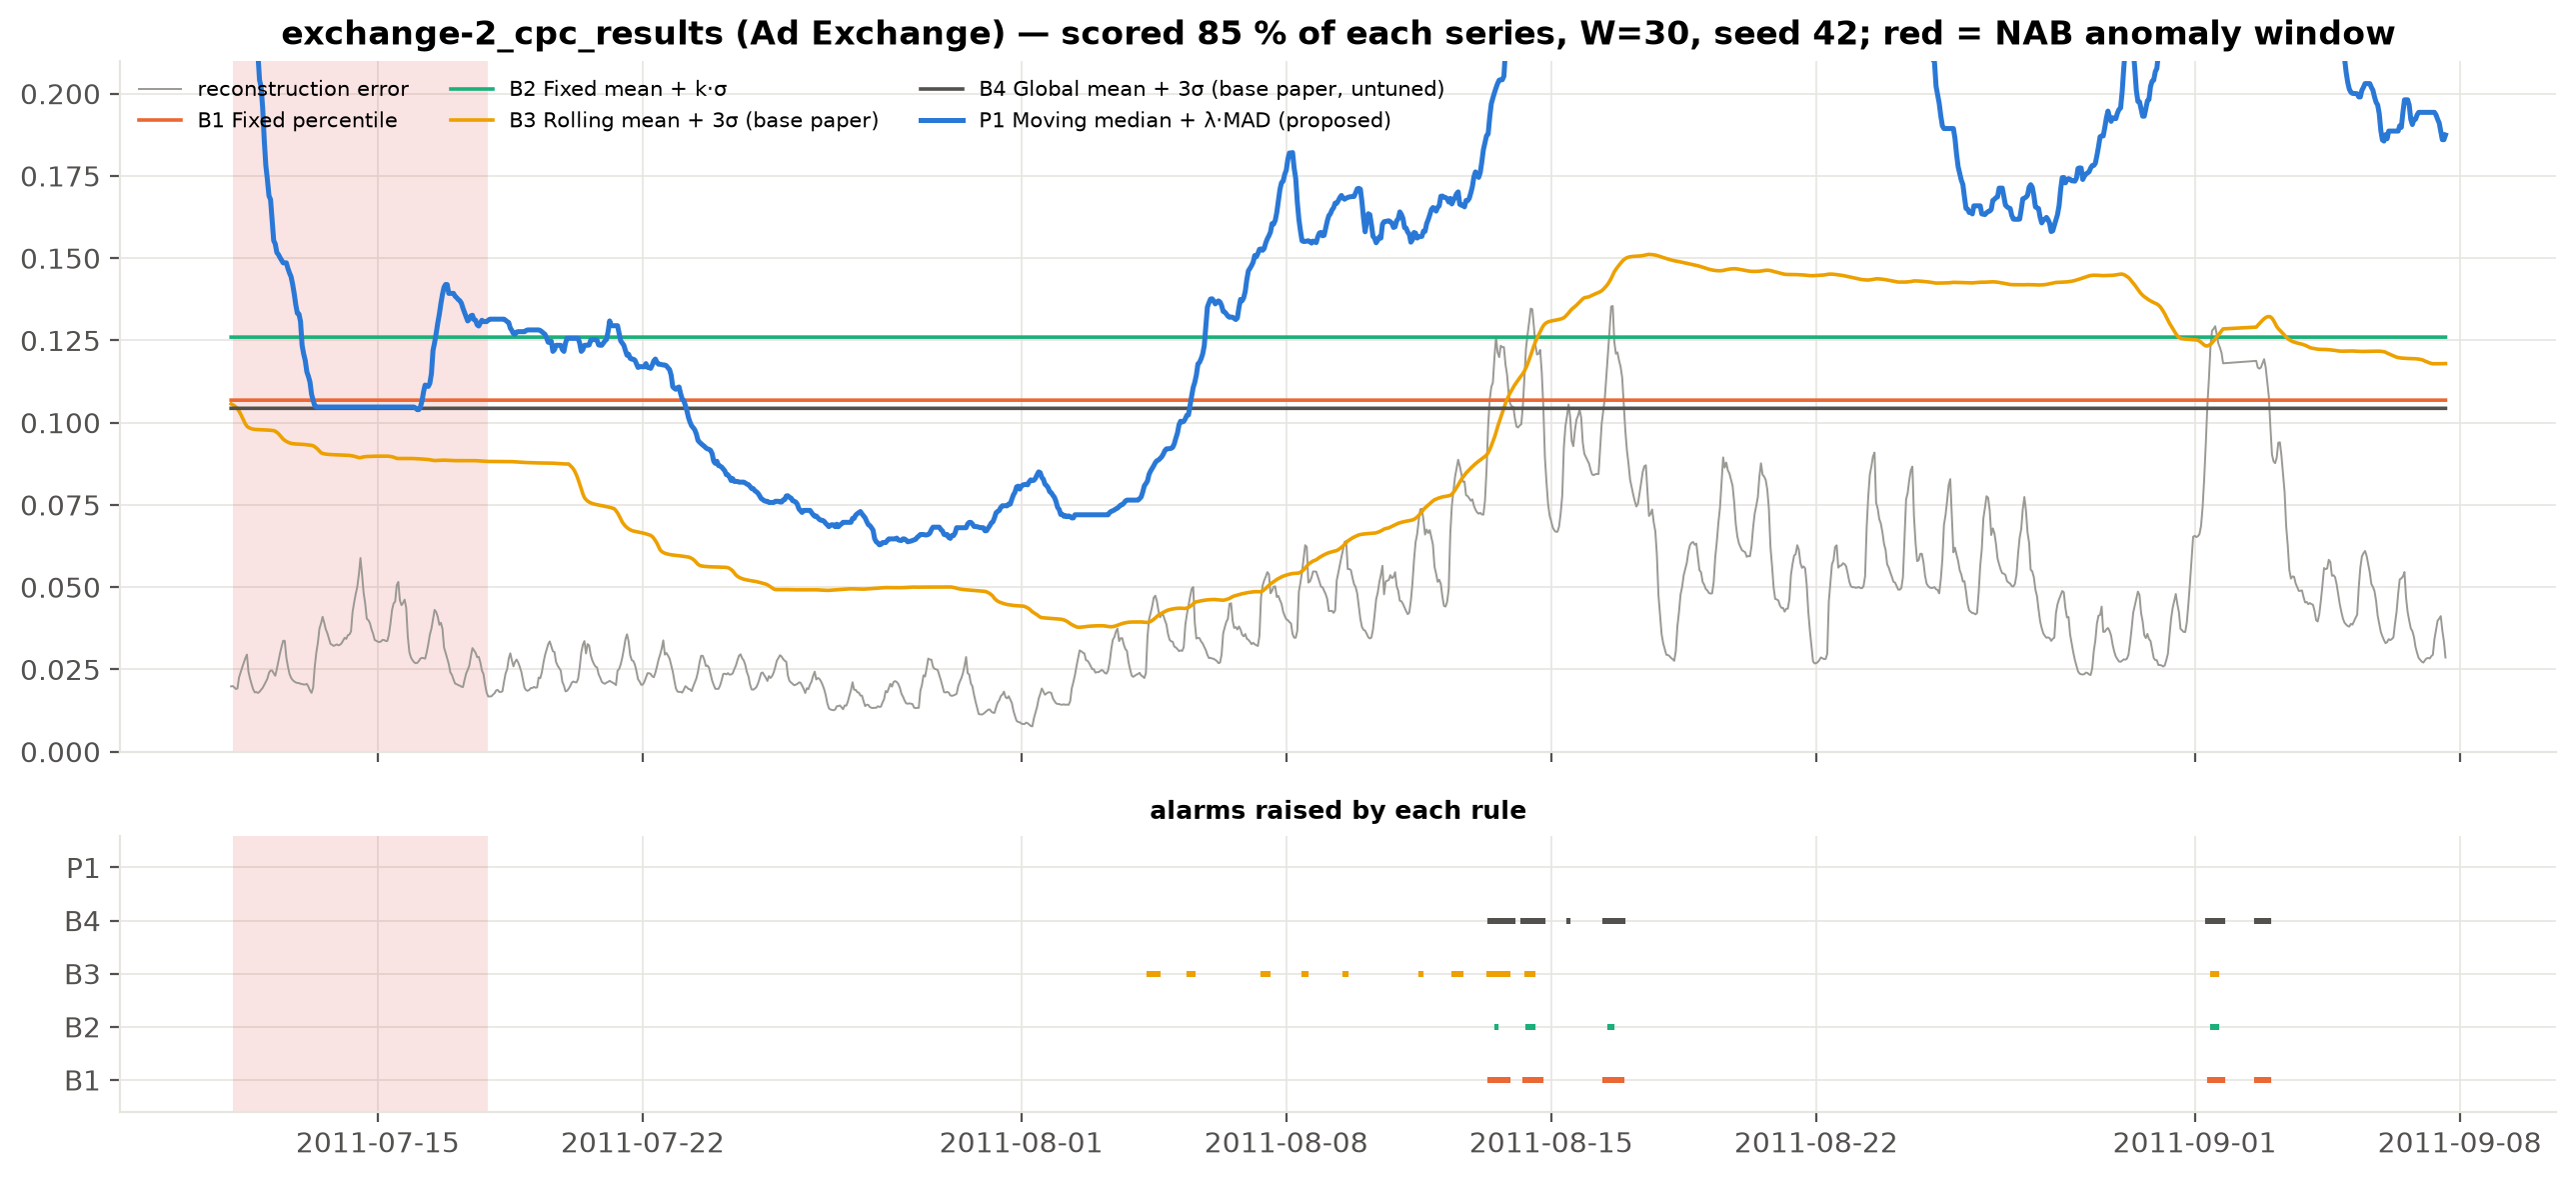 exchange-2_cpc_results (Ad Exchange) — scored 85 % of each series, W=30, seed 42; red = NAB anomaly window
reconstruction error
B1 Fixed percentile
B2 Fixed mean + k·σ
B3 Rolling mean + 3σ (base paper)
B4 Global mean + 3σ (base paper, untuned)
P1 Moving median + λ·MAD (proposed)
0.200
0.175
0.150
0.125
0.100
0.075
0.050
0.025
0.000
alarms raised by each rule
P1
B4
B3
B2
B1
2011-07-15
2011-07-22
2011-08-01
2011-08-08
2011-08-15
2011-08-22
2011-09-01
2011-09-08